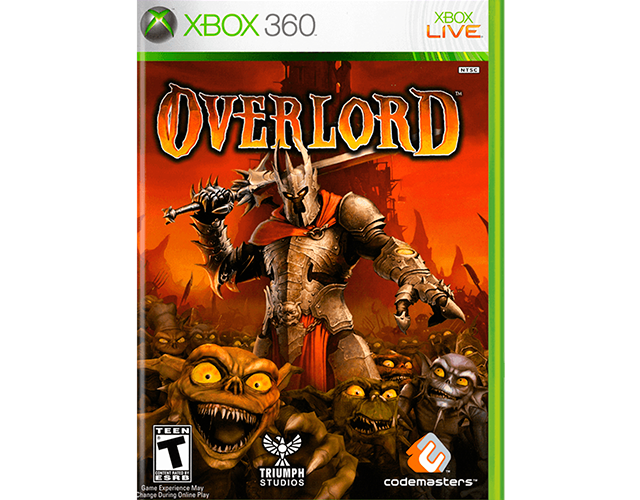 XBOX 360
XBOX
LIVE
NTSC
OVERLORD™
TEEN
T
CONTENT RATED BY
ESRB
Game Experience May
Change During Online Play
TRIUMPH
STUDIOS
codemasters